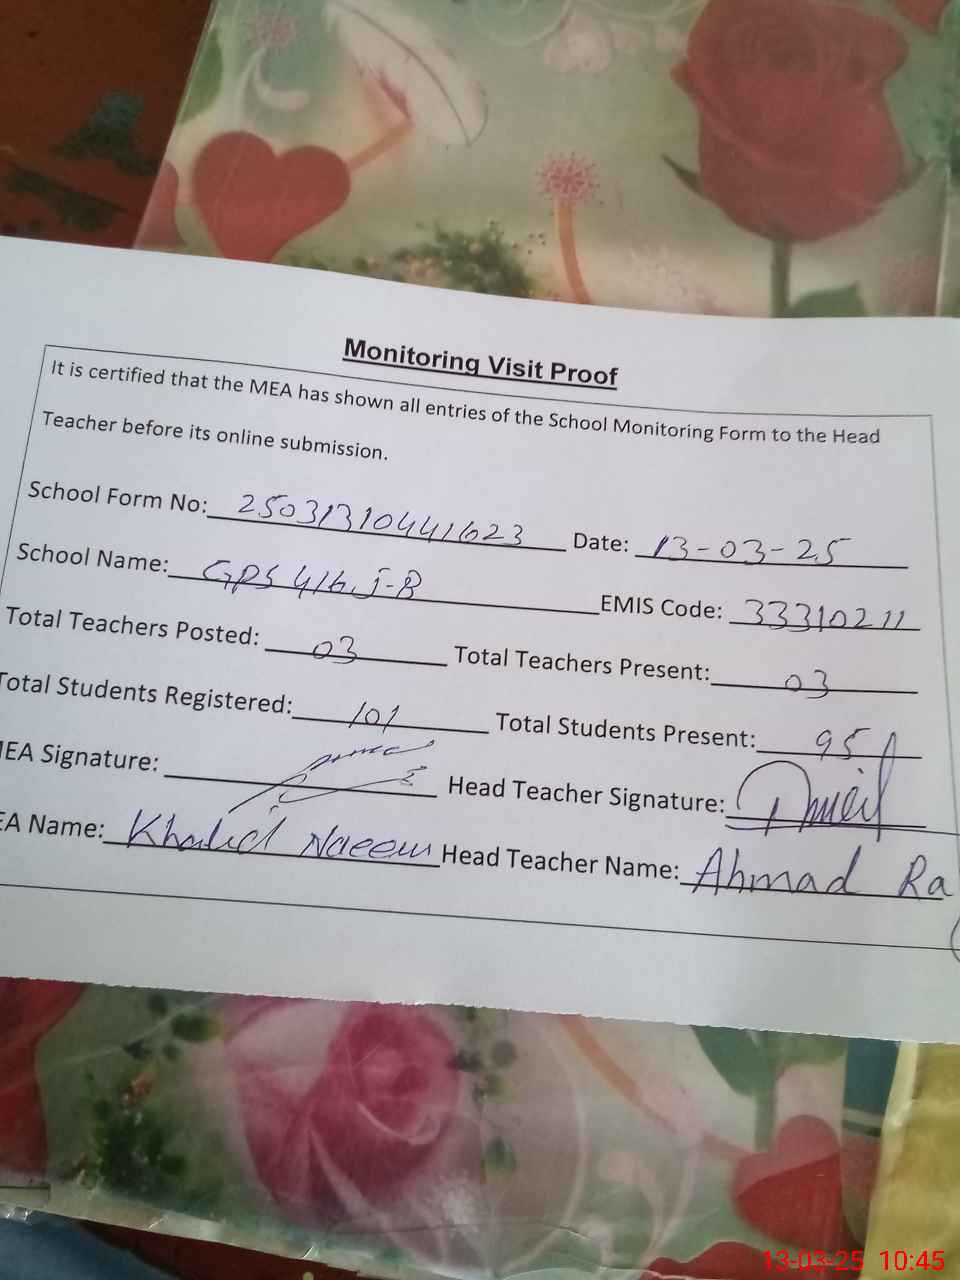 Monitoring Visit Proof
It is certified that the MEA has shown all entries of the School Monitoring Form to the Head
Teacher before its online submission.
School Form No: 25031310441623 Date: 13-03-25
School Name: GPS 416 J-B EMIS Code: 33310211
Total Teachers Posted: 03 Total Teachers Present: 03
Total Students Registered: 101 Total Students Present: 95
MEA Signature: Head Teacher Signature:
EA Name: Khalid Naeem Head Teacher Name: Ahmad Ra
13-03-25 10:45